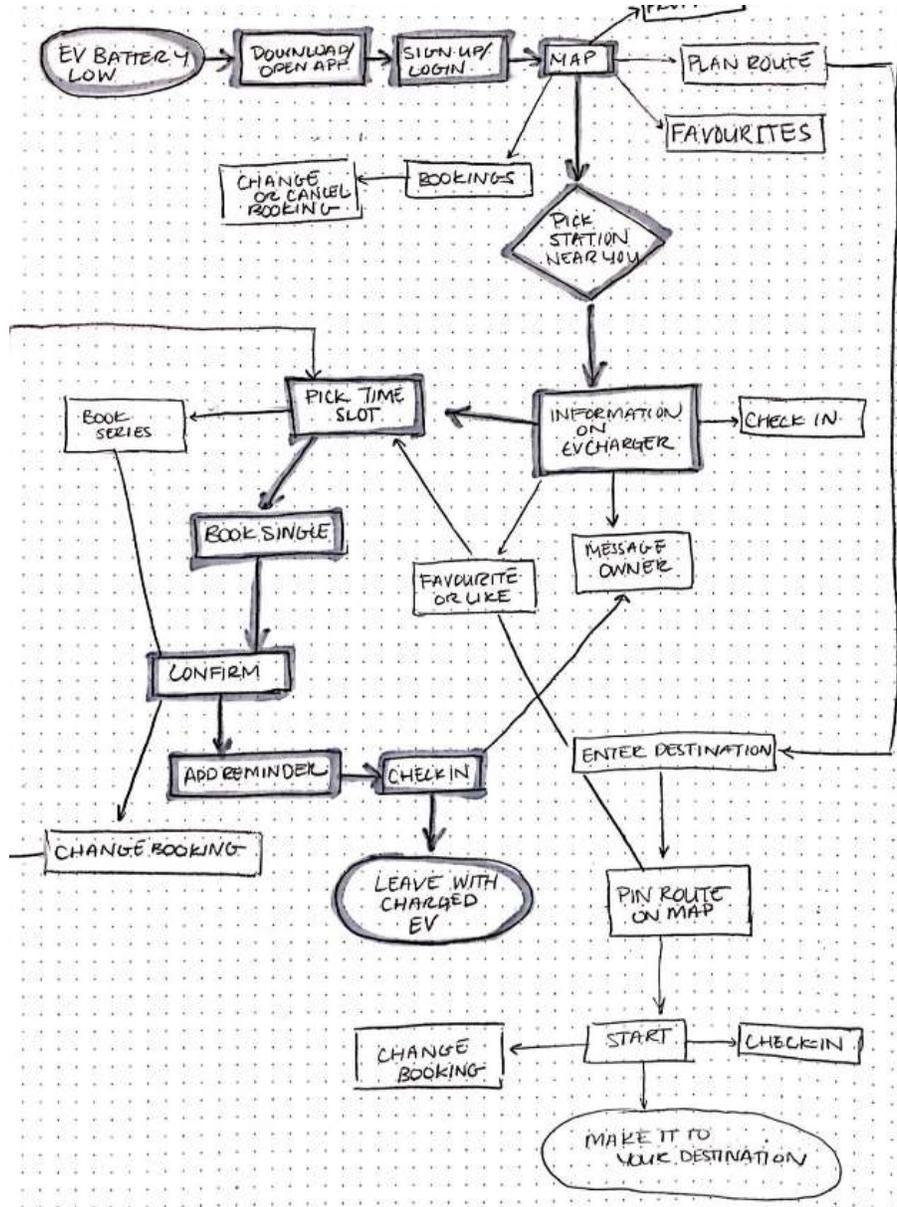 EV BATTERY
LOW
DOWNLOAD/
OPEN APP
SIGN-UP/
LOGIN
MAP
PLAN ROUTE
FAVOURITES
BOOKINGS
CHANGE
OR CANCEL
BOOKING
PICK
STATION
NEAR YOU
PICK TIME
SLOT
BOOK
SERIES
INFORMATION
ON
EV CHARGER
CHECK IN
BOOK SINGLE
FAVOURITE
OR LIKE
MESSAGE
OWNER
CONFIRM
ADD REMINDER
CHECK IN
ENTER DESTINATION
CHANGE BOOKING
LEAVE WITH
CHARGED
EV
PIN ROUTE
ON MAP
CHANGE
BOOKING
START
CHECK-IN
MAKE IT TO
YOUR DESTINATION